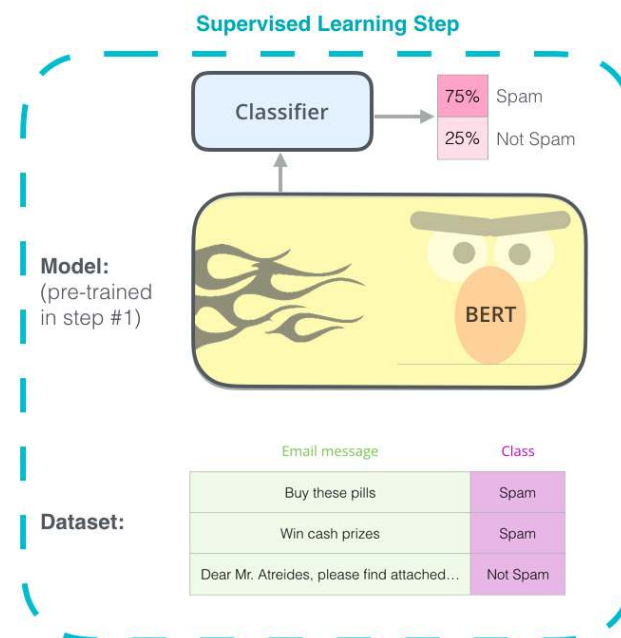 Supervised Learning Step
Classifier
75% Spam
25% Not Spam
Model:
(pre-trained
in step #1)
BERT
Email message Class
Dataset:
Buy these pills Spam
Win cash prizes Spam
Dear Mr. Atreides, please find attached… Not Spam